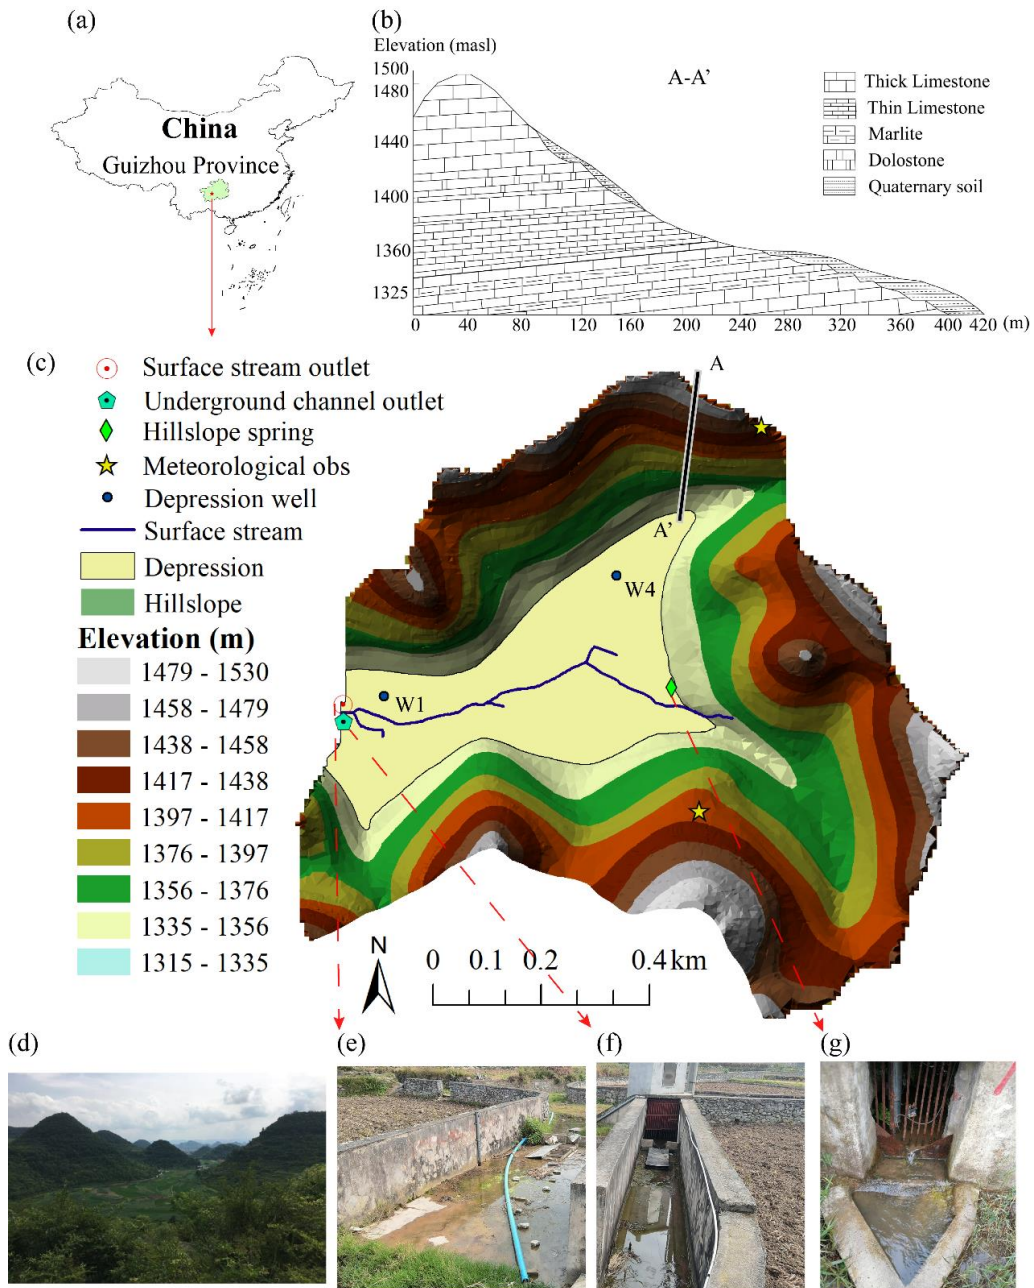 (a)
China
Guizhou Province
(b)
Elevation (masl)
A-A’
1500
1480
1440
1400
1360
1325
0 40 80 120 160 200 240 280 320 360 400 420 (m)
Thick Limestone
Thin Limestone
Marlite
Dolostone
Quaternary soil
(c)
Surface stream outlet
Underground channel outlet
Hillslope spring
Meteorological obs
Depression well
Surface stream
Depression
Hillslope
Elevation (m)
1479 - 1530
1458 - 1479
1438 - 1458
1417 - 1438
1397 - 1417
1376 - 1397
1356 - 1376
1335 - 1356
1315 - 1335
A
A’
W4
W1
N
0 0.1 0.2 0.4 km
(d)
(e)
(f)
(g)